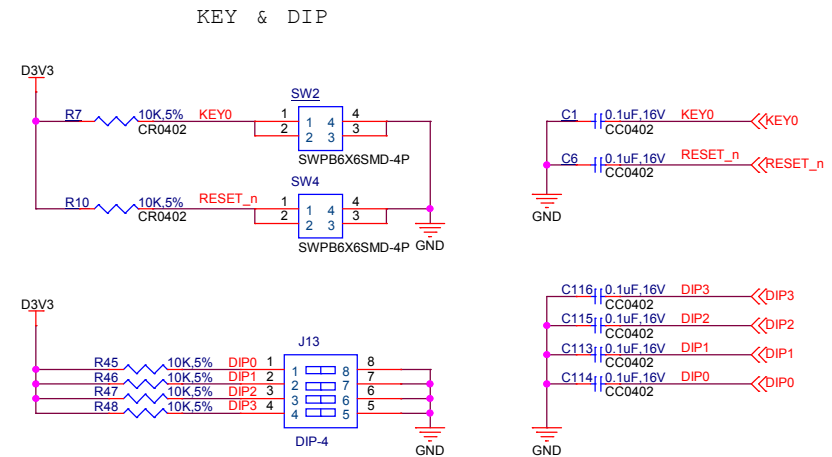 KEY & DIP
D3V3
R7 10K,5% KEY0
CR0402
SW2
1 1 4 4
2 2 3 3
SWPB6X6SMD-4P
R10 10K,5% RESET_n
CR0402
SW4
1 1 4 4
2 2 3 3
SWPB6X6SMD-4P
GND
C1 0.1uF,16V KEY0 KEY0
CC0402
C6 0.1uF,16V RESET_n RESET_n
CC0402
GND
D3V3
J13
R45 10K,5% DIP0 1 1 8 8
R46 10K,5% DIP1 2 2 7 7
R47 10K,5% DIP2 3 3 6 6
R48 10K,5% DIP3 4 4 5 5
DIP-4
GND
C116 0.1uF,16V DIP3 DIP3
CC0402
C115 0.1uF,16V DIP2 DIP2
CC0402
C113 0.1uF,16V DIP1 DIP1
CC0402
C114 0.1uF,16V DIP0 DIP0
CC0402
GND